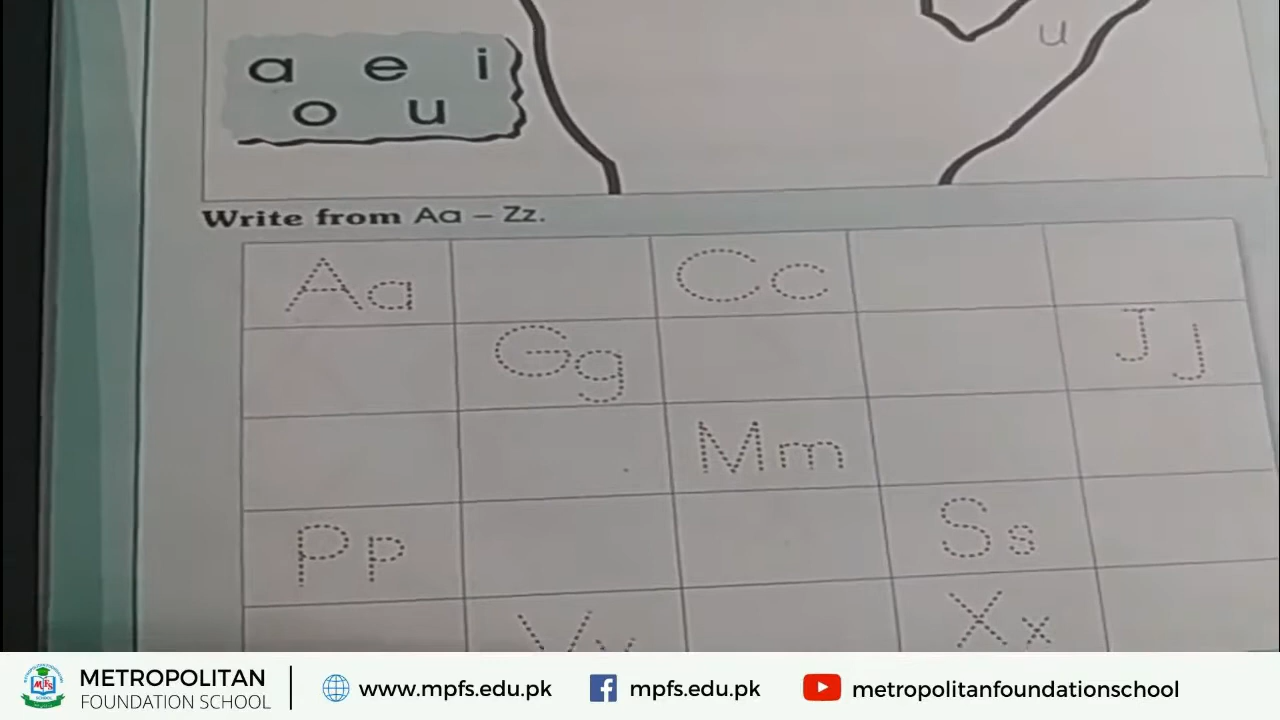 u
a e i
o u
Write from Aa – Zz.
Aa Cc
Gg Jj
Mm
Pp Ss
Vv Xx
METROPOLITAN
FOUNDATION SCHOOL
www.mpfs.edu.pk
mpfs.edu.pk
metropolitanfoundationschool